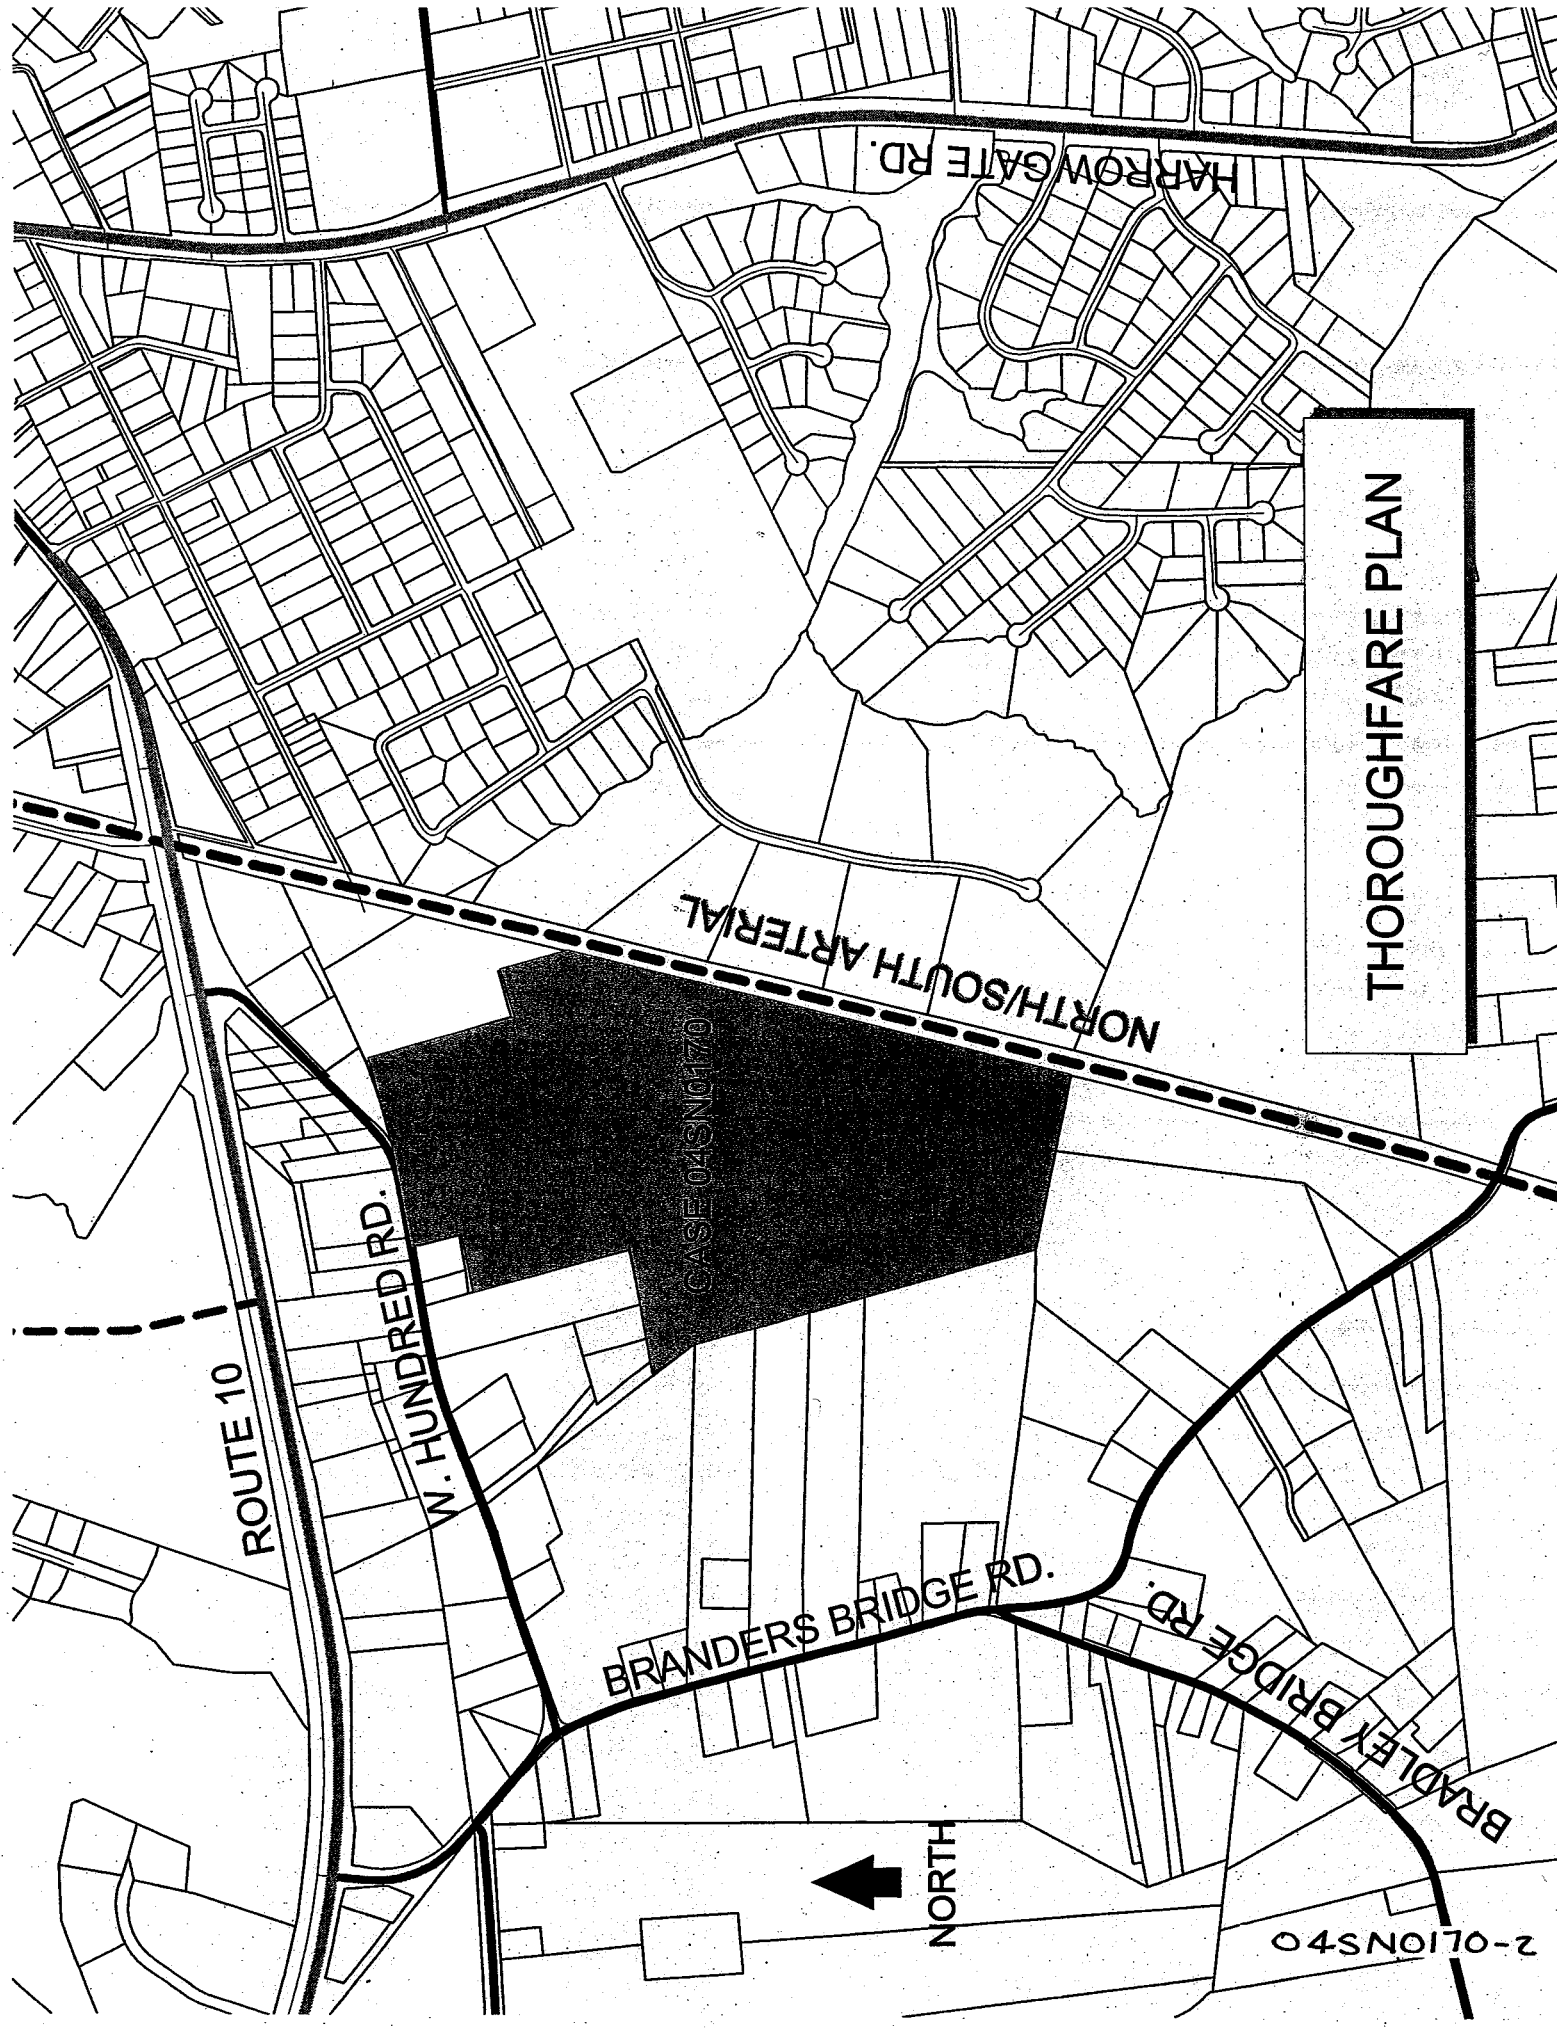 HARROWGATE RD.
NORTH/SOUTH ARTERIAL
CASE 04SN0170
THOROUGHFARE PLAN
ROUTE 10
W. HUNDRED RD.
BRANDERS BRIDGE RD.
BRADLEY BRIDGE RD.
NORTH
04SN0170-2